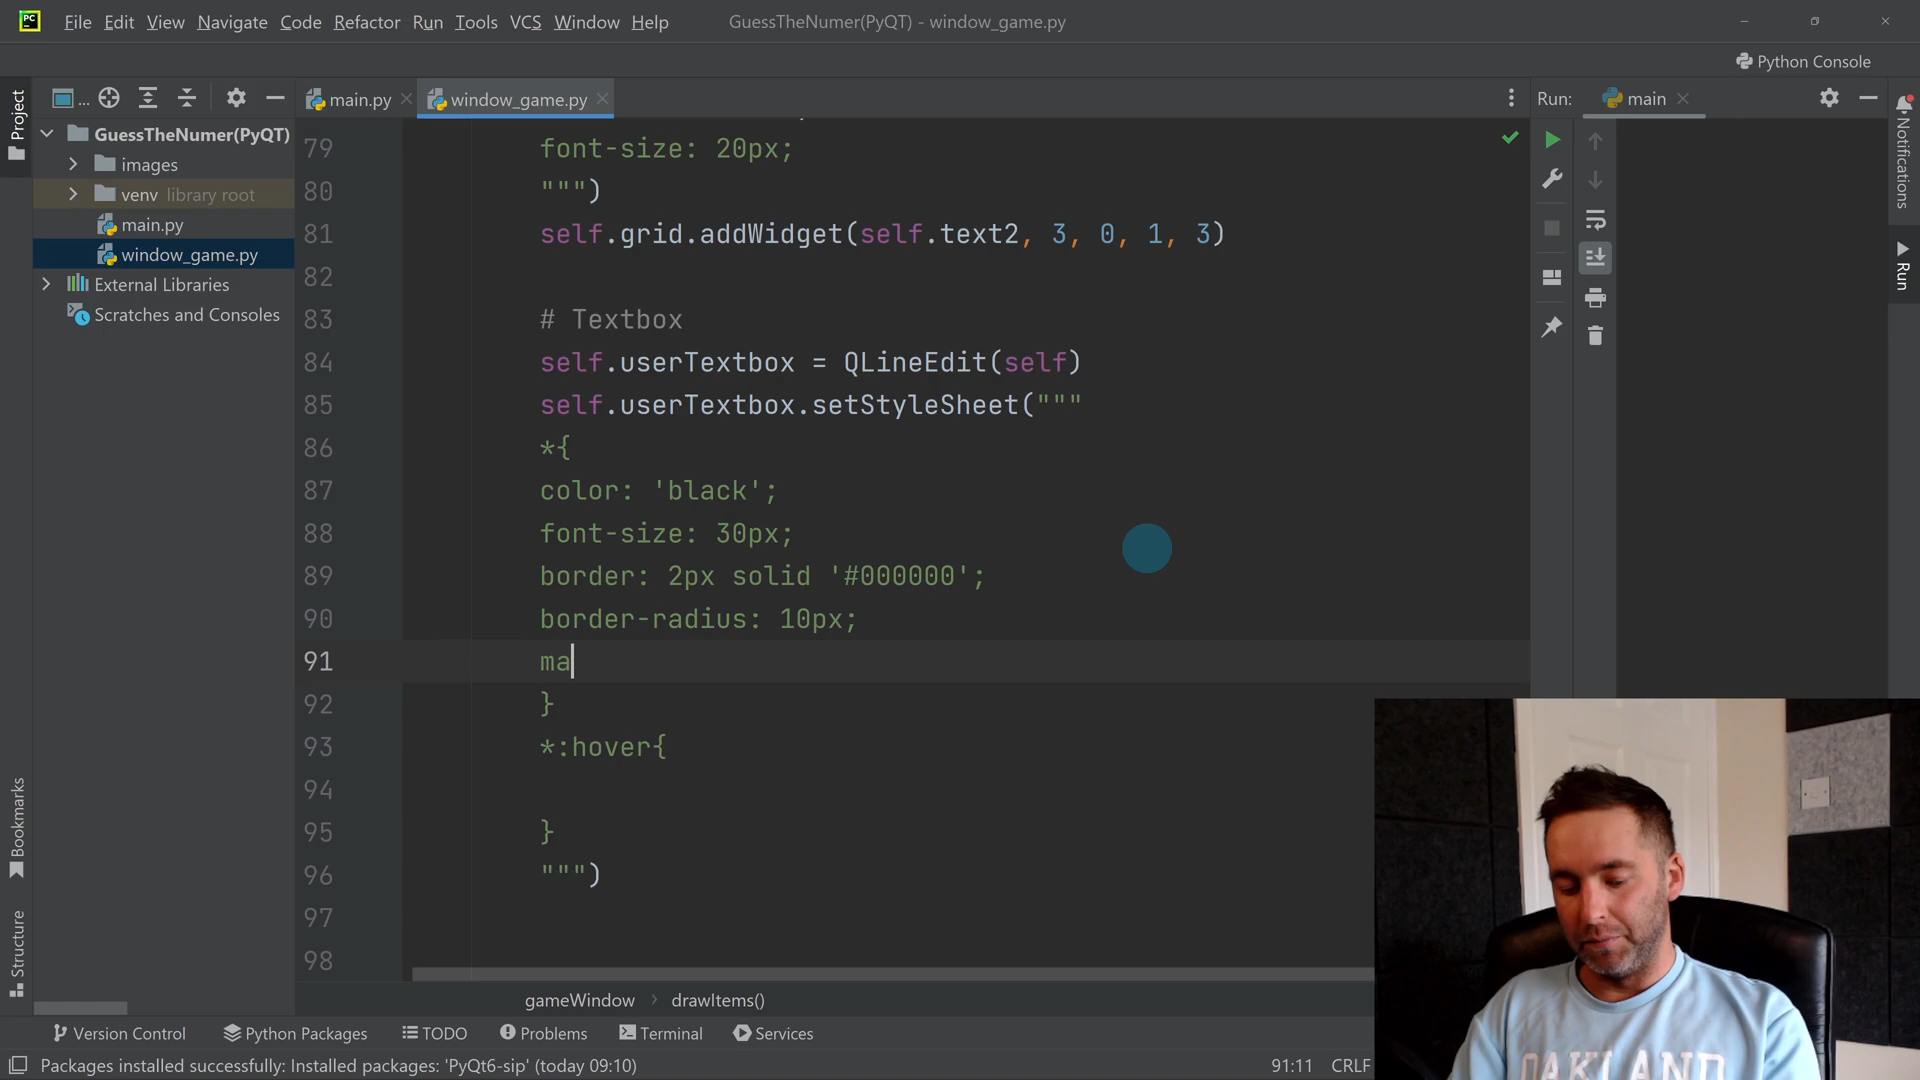 PC File Edit View Navigate Code Refactor Run Tools VCS Window Help GuessTheNumer(PyQT) - window_game.py
Python Console
Project
... main.py window_game.py Run: main
Notifications
GuessTheNumer(PyQT)
images
venv library root
main.py
window_game.py
External Libraries
Scratches and Consoles
Run
79 font-size: 20px;
80 """)
81 self.grid.addWidget(self.text2, 3, 0, 1, 3)
82
83 # Textbox
84 self.userTextbox = QLineEdit(self)
85 self.userTextbox.setStyleSheet("""
86 *{
87 color: 'black';
88 font-size: 30px;
89 border: 2px solid '#000000';
90 border-radius: 10px;
91 ma
92 }
93 *:hover{
94
95 }
96 """)
97
98
Bookmarks
Structure
gameWindow > drawItems()
Version Control Python Packages TODO Problems Terminal Services
Packages installed successfully: Installed packages: 'PyQt6-sip' (today 09:10) 91:11 CRLF
OAKLAND